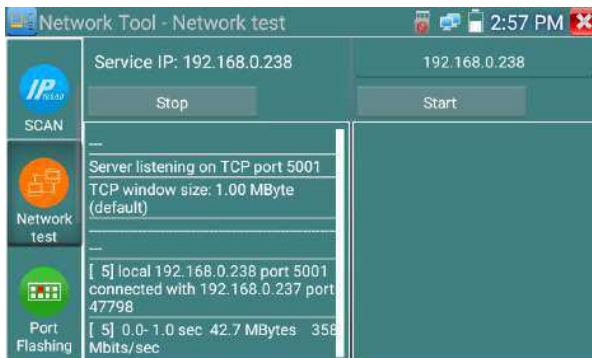 Network Tool - Network test
2:57 PM
Service IP: 192.168.0.238
192.168.0.238
Stop
Start
IP
SCAN
Network
test
Port
Flashing
---
Server listening on TCP port 5001
TCP window size: 1.00 MByte
(default)
---
[ 5] local 192.168.0.238 port 5001
connected with 192.168.0.237 port
47798
[ 5] 0.0- 1.0 sec 42.7 MBytes 358
Mbits/sec